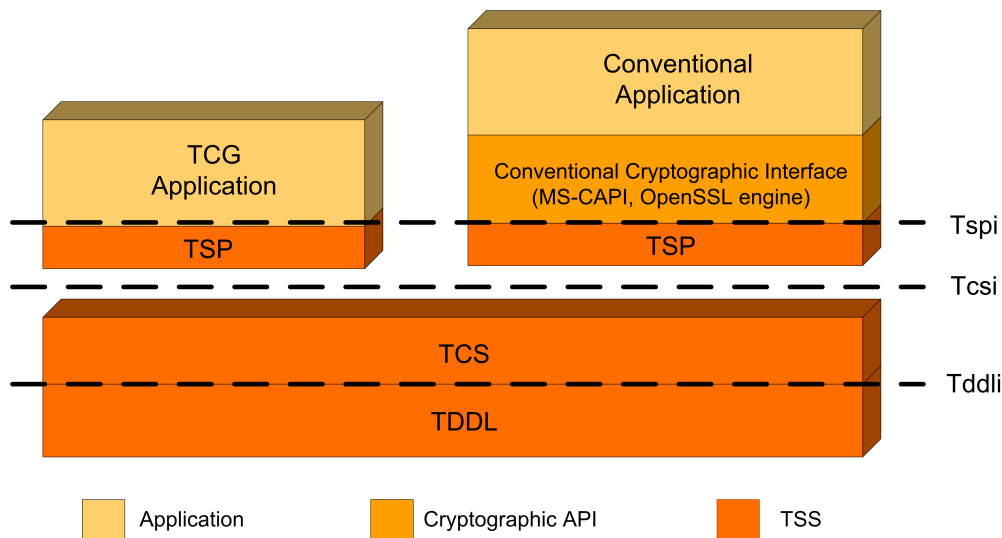 Conventional
Application
TCG
Application
Conventional Cryptographic Interface
(MS-CAPI, OpenSSL engine)
TSP
TSP
Tspi
Tcsi
TCS
Tddli
TDDL
Application
Cryptographic API
TSS